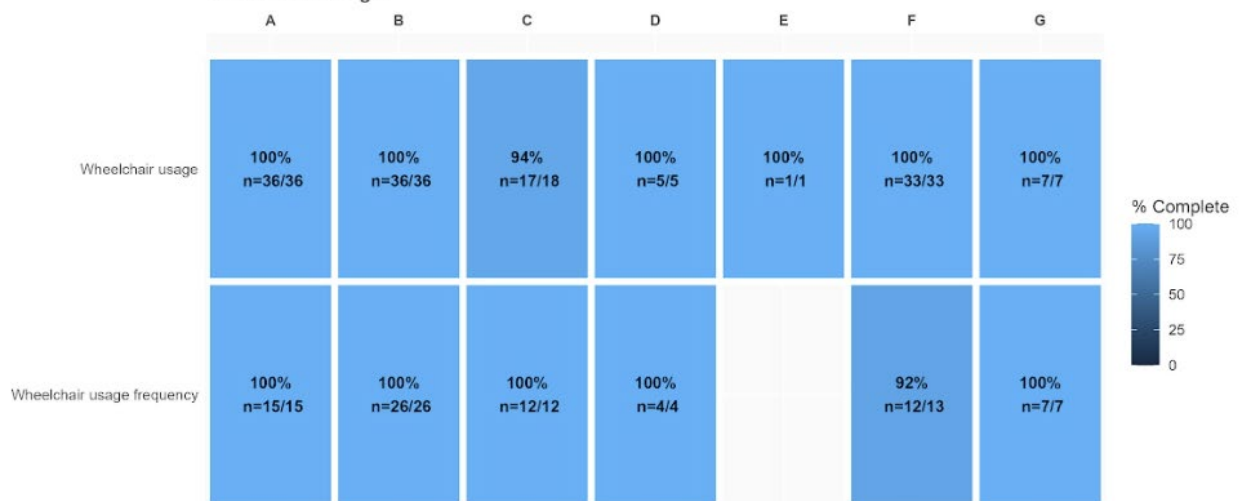 A B C D E F G
Wheelchair usage
100% 100% 94% 100% 100% 100% 100%
n=36/36 n=36/36 n=17/18 n=5/5 n=1/1 n=33/33 n=7/7
Wheelchair usage frequency
100% 100% 100% 100% 92% 100%
n=15/15 n=26/26 n=12/12 n=4/4 n=12/13 n=7/7
% Complete
100
75
50
25
0